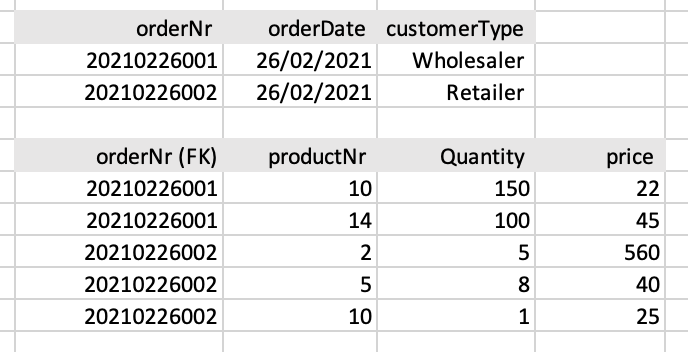 orderNr orderDate customerType
20210226001 26/02/2021 Wholesaler
20210226002 26/02/2021 Retailer
orderNr (FK) productNr Quantity price
20210226001 10 150 22
20210226001 14 100 45
20210226002 2 5 560
20210226002 5 8 40
20210226002 10 1 25